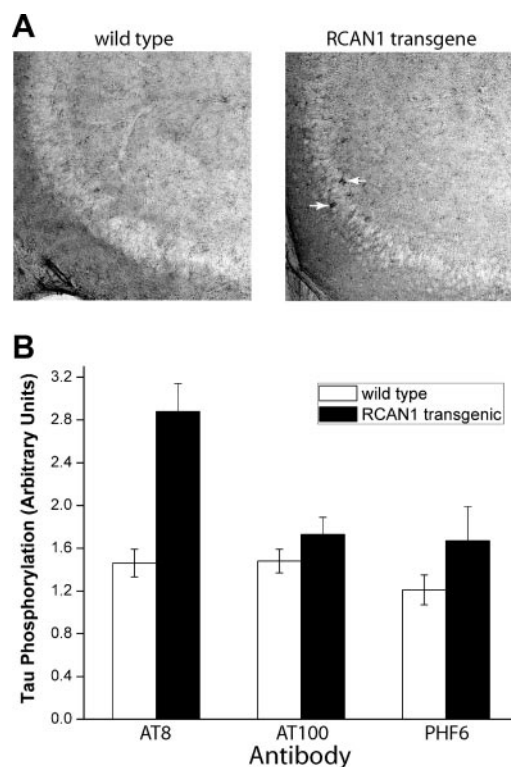 A
wild type
RCAN1 transgene
B
Tau Phosphorylation (Arbitrary Units)
3.2
2.8
2.4
2.0
1.6
1.2
0.8
0.4
0.0
wild type
RCAN1 transgenic
AT8
AT100
PHF6
Antibody